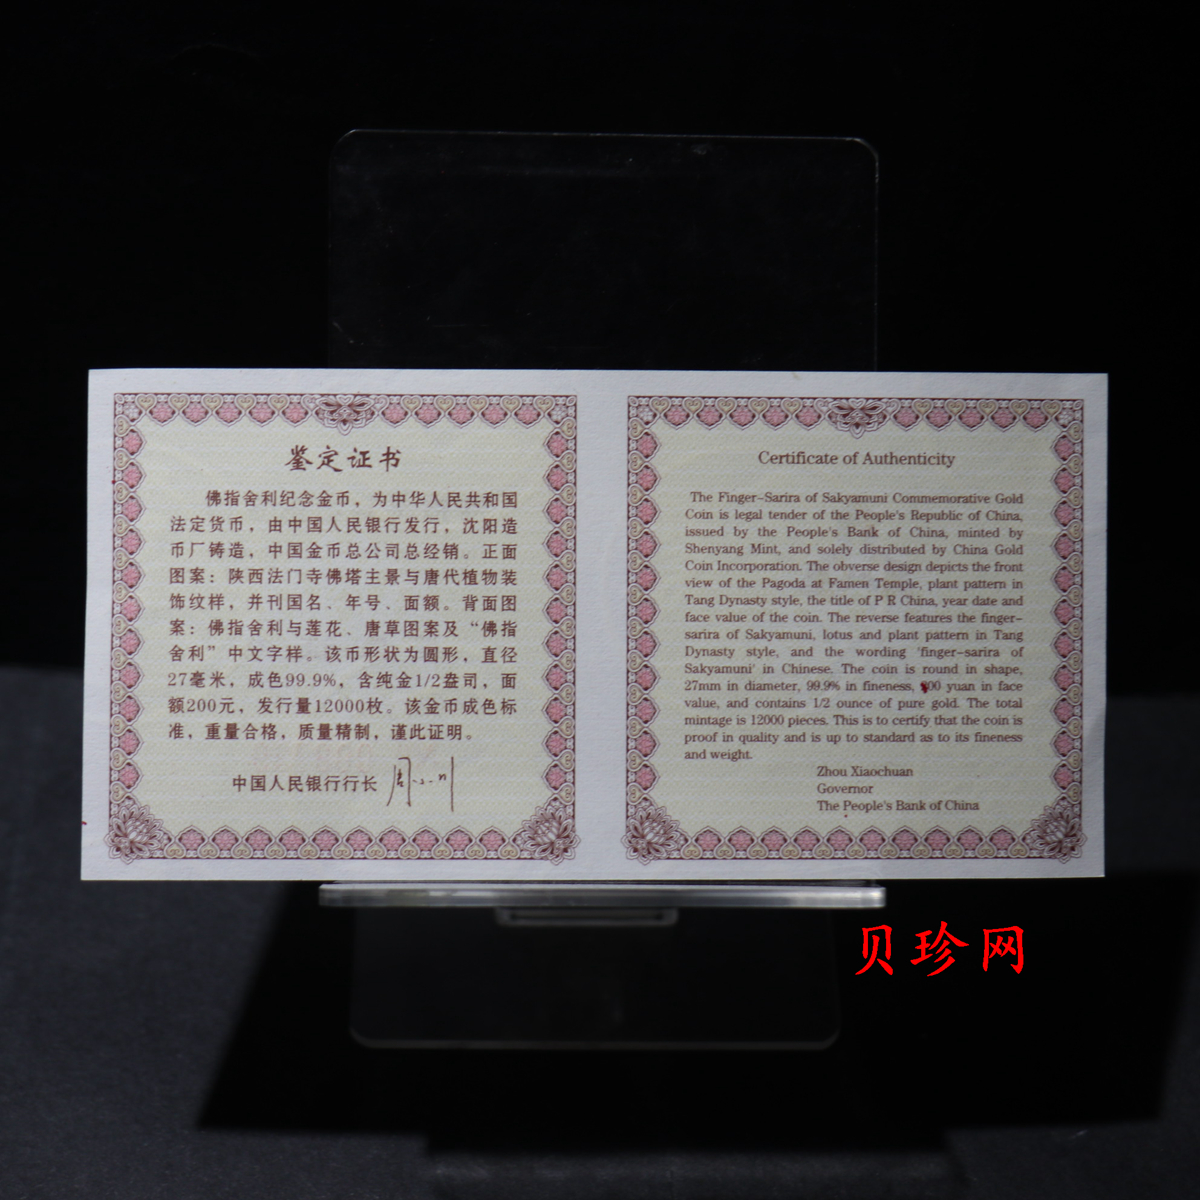 鉴定证书
佛指舍利纪念金币，为中华人民共和国
法定货币，由中国人民银行发行，沈阳造
币厂铸造，中国金币总公司总经销。正面
图案：陕西法门寺佛塔主景与唐代植物装
饰纹样，并刊国名、年号、面额。背面图
案：佛指舍利与莲花、唐草图案及“佛指
舍利”中文字样。该币形状为圆形，直径
27毫米，成色99.9%，含纯金1/2盎司，面
额200元，发行量12000枚。该金币成色标
准，重量合格，质量精制，谨此证明。
中国人民银行行长
Certificate of Authenticity
The Finger-Sarira of Sakyamuni Commemorative Gold
Coin is legal tender of the People's Republic of China,
issued by the People's Bank of China, minted by
Shenyang Mint, and solely distributed by China Gold
Coin Incorporation. The obverse design depicts the front
view of the Pagoda at Famen Temple, plant pattern in
Tang Dynasty style, the title of P R China, year date and
face value of the coin. The reverse features the finger-
sarira of Sakyamuni, lotus and plant pattern in Tang
Dynasty style, and the wording 'finger-sarira of
Sakyamuni' in Chinese. The coin is round in shape,
27mm in diameter, 99.9% in fineness, yuan in face
value, and contains 1/2 ounce of pure gold. The total
mintage is 12000 pieces. This is to certify that the coin is
proof in quality and is up to standard as to its fineness
and weight.
Zhou Xiaochuan
Governor
The People's Bank of China
贝珍网